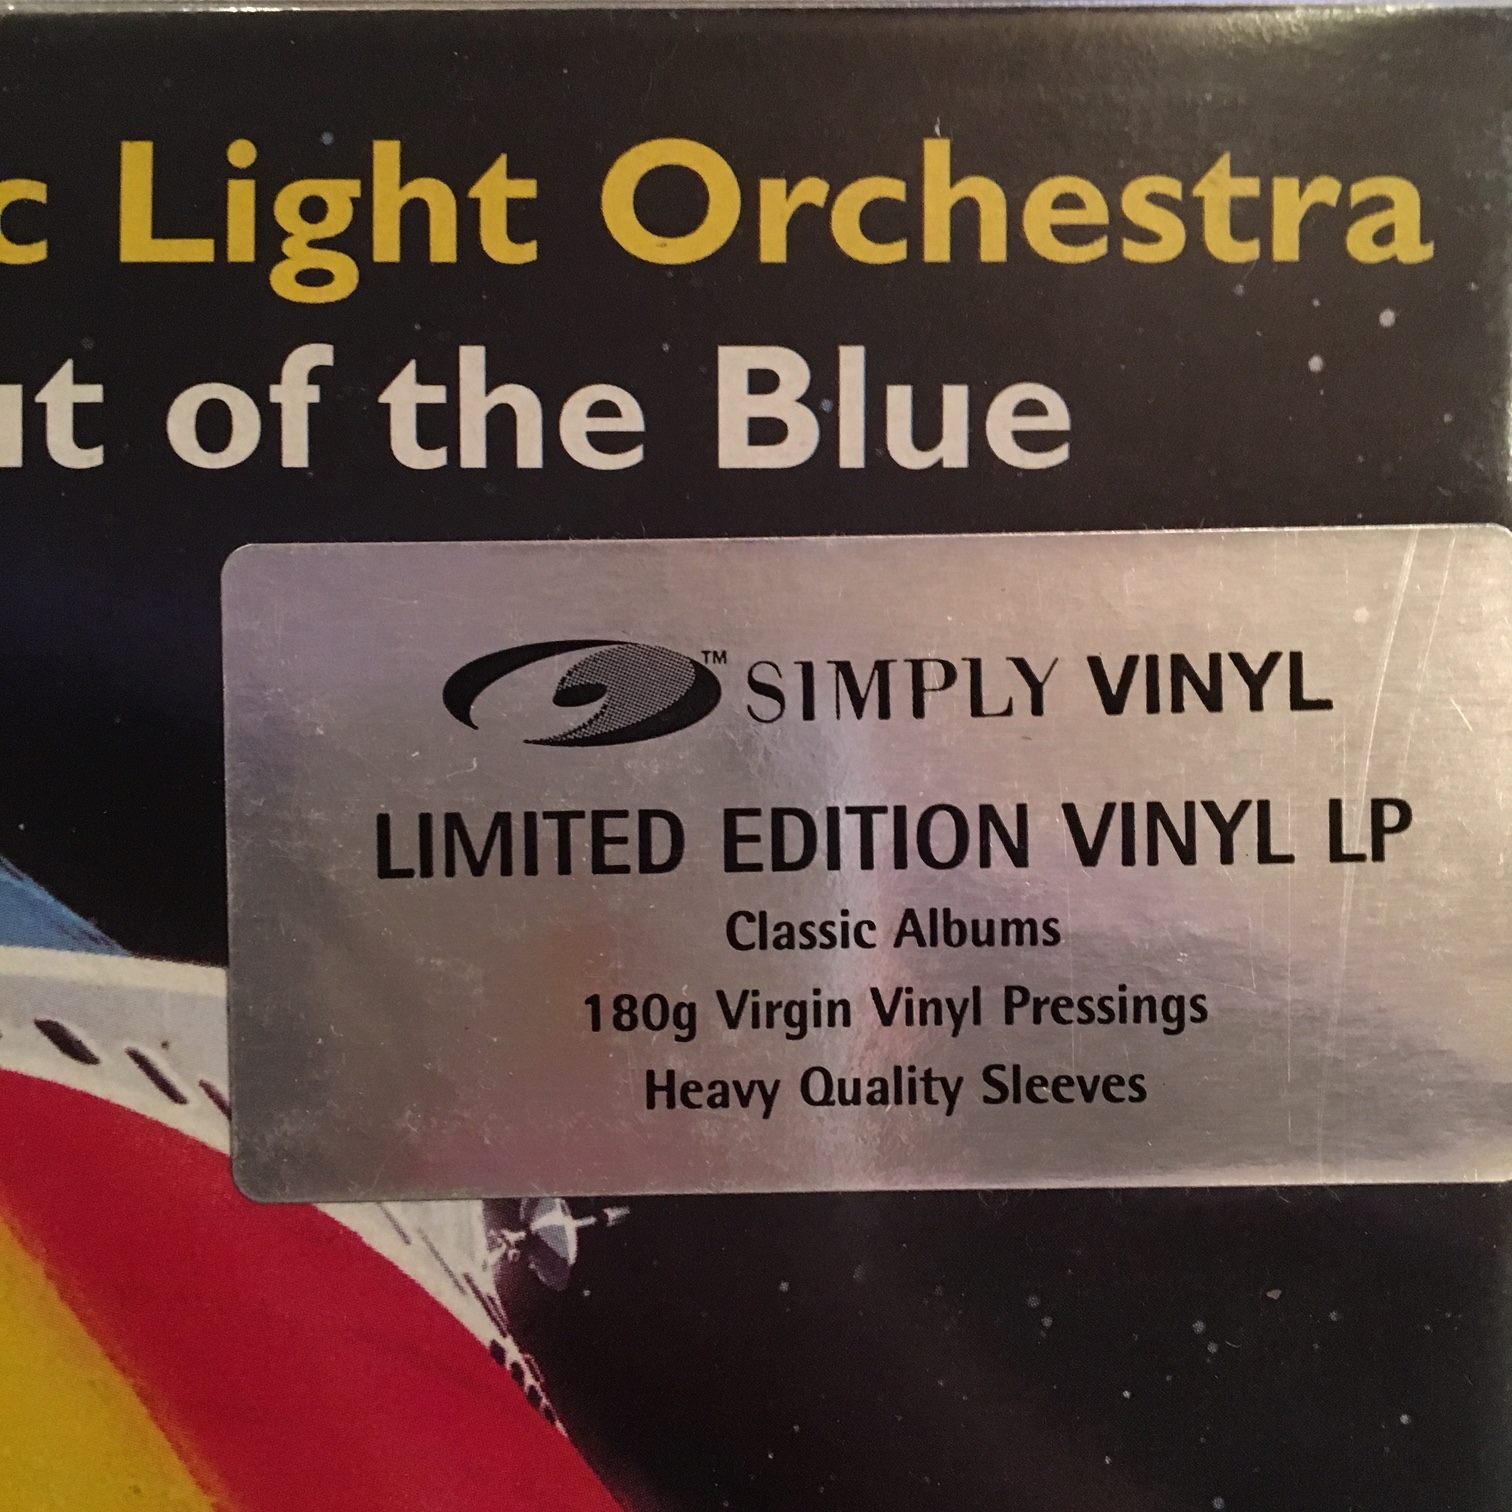 c Light Orchestra
ut of the Blue
™ SIMPLY VINYL
LIMITED EDITION VINYL LP
Classic Albums
180g Virgin Vinyl Pressings
Heavy Quality Sleeves